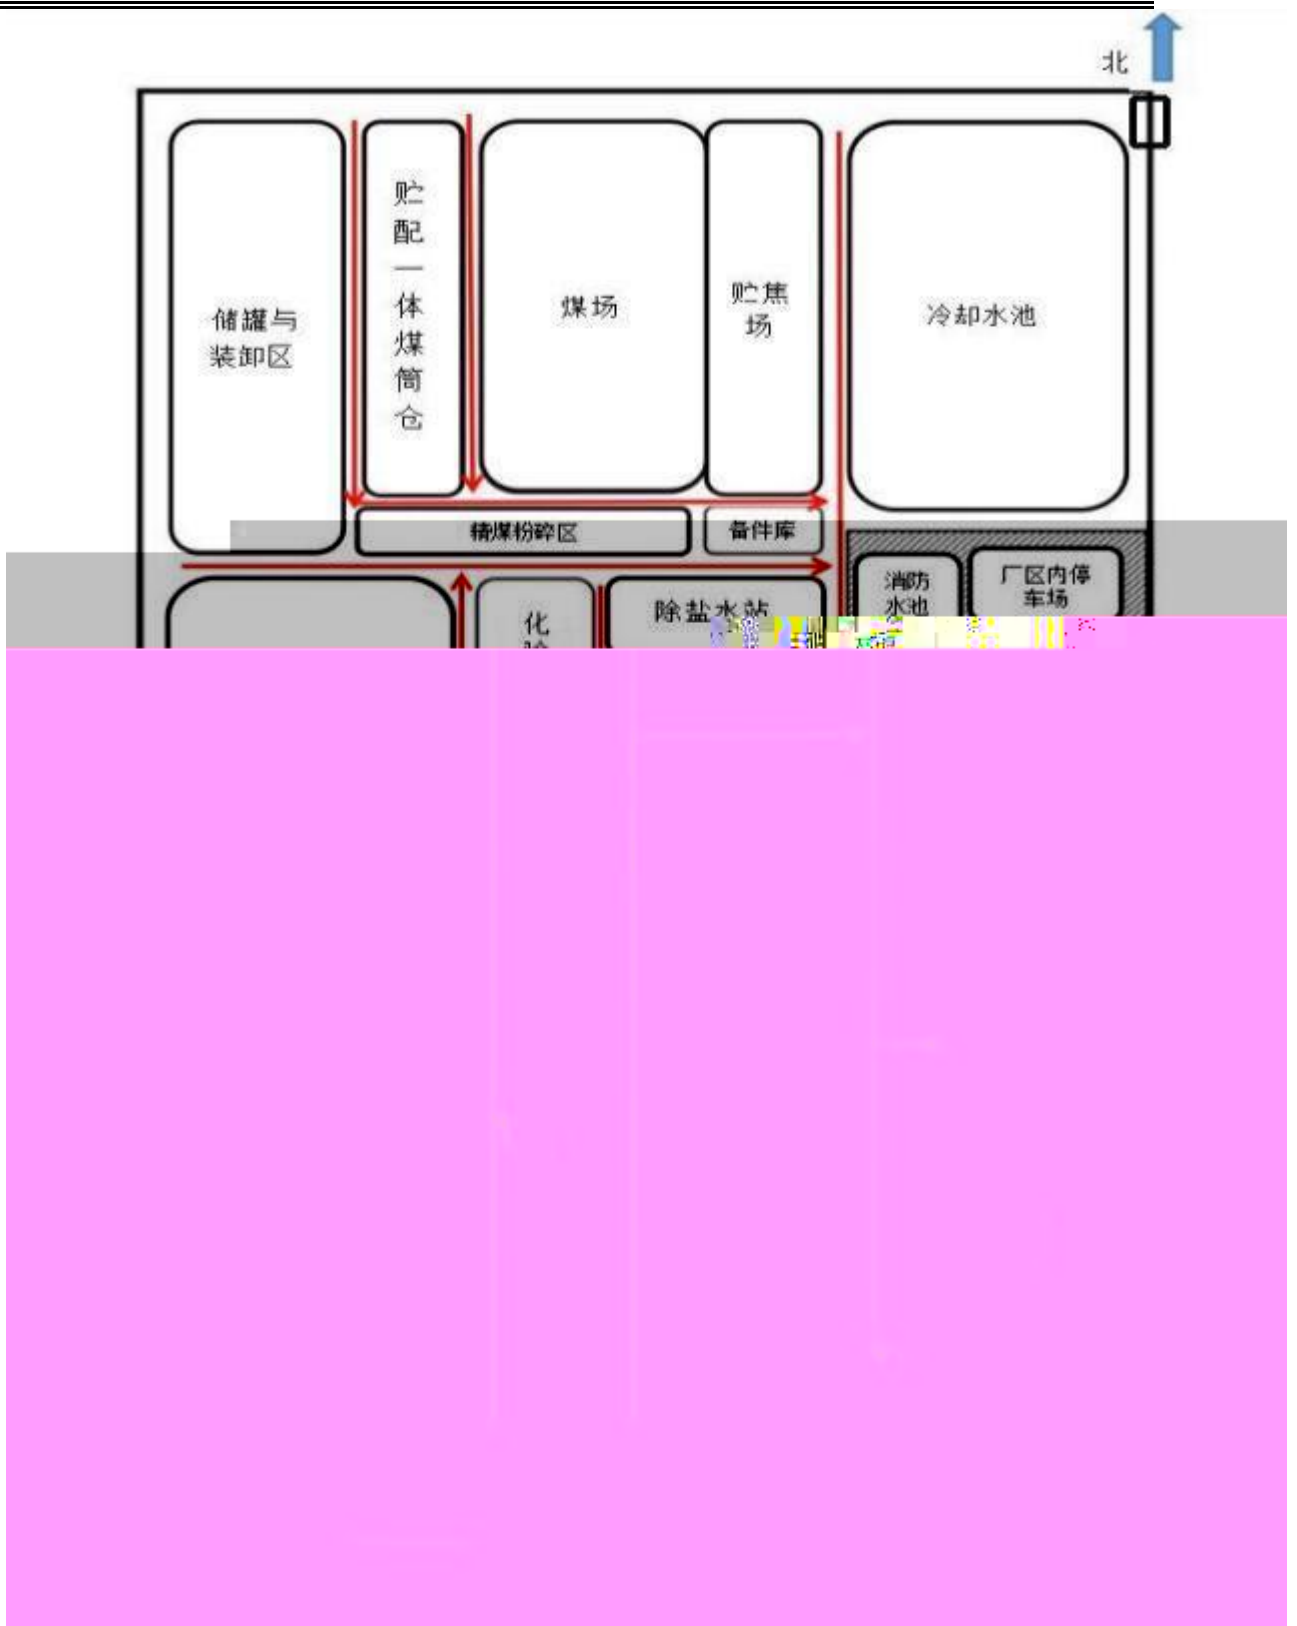 北
储罐与
装卸区
贮
配
一
体
煤
筒
仓
煤场
贮焦
场
冷却水池
精煤粉碎区
备件库
消防
水池
厂区内停
车场
化
除盐水站